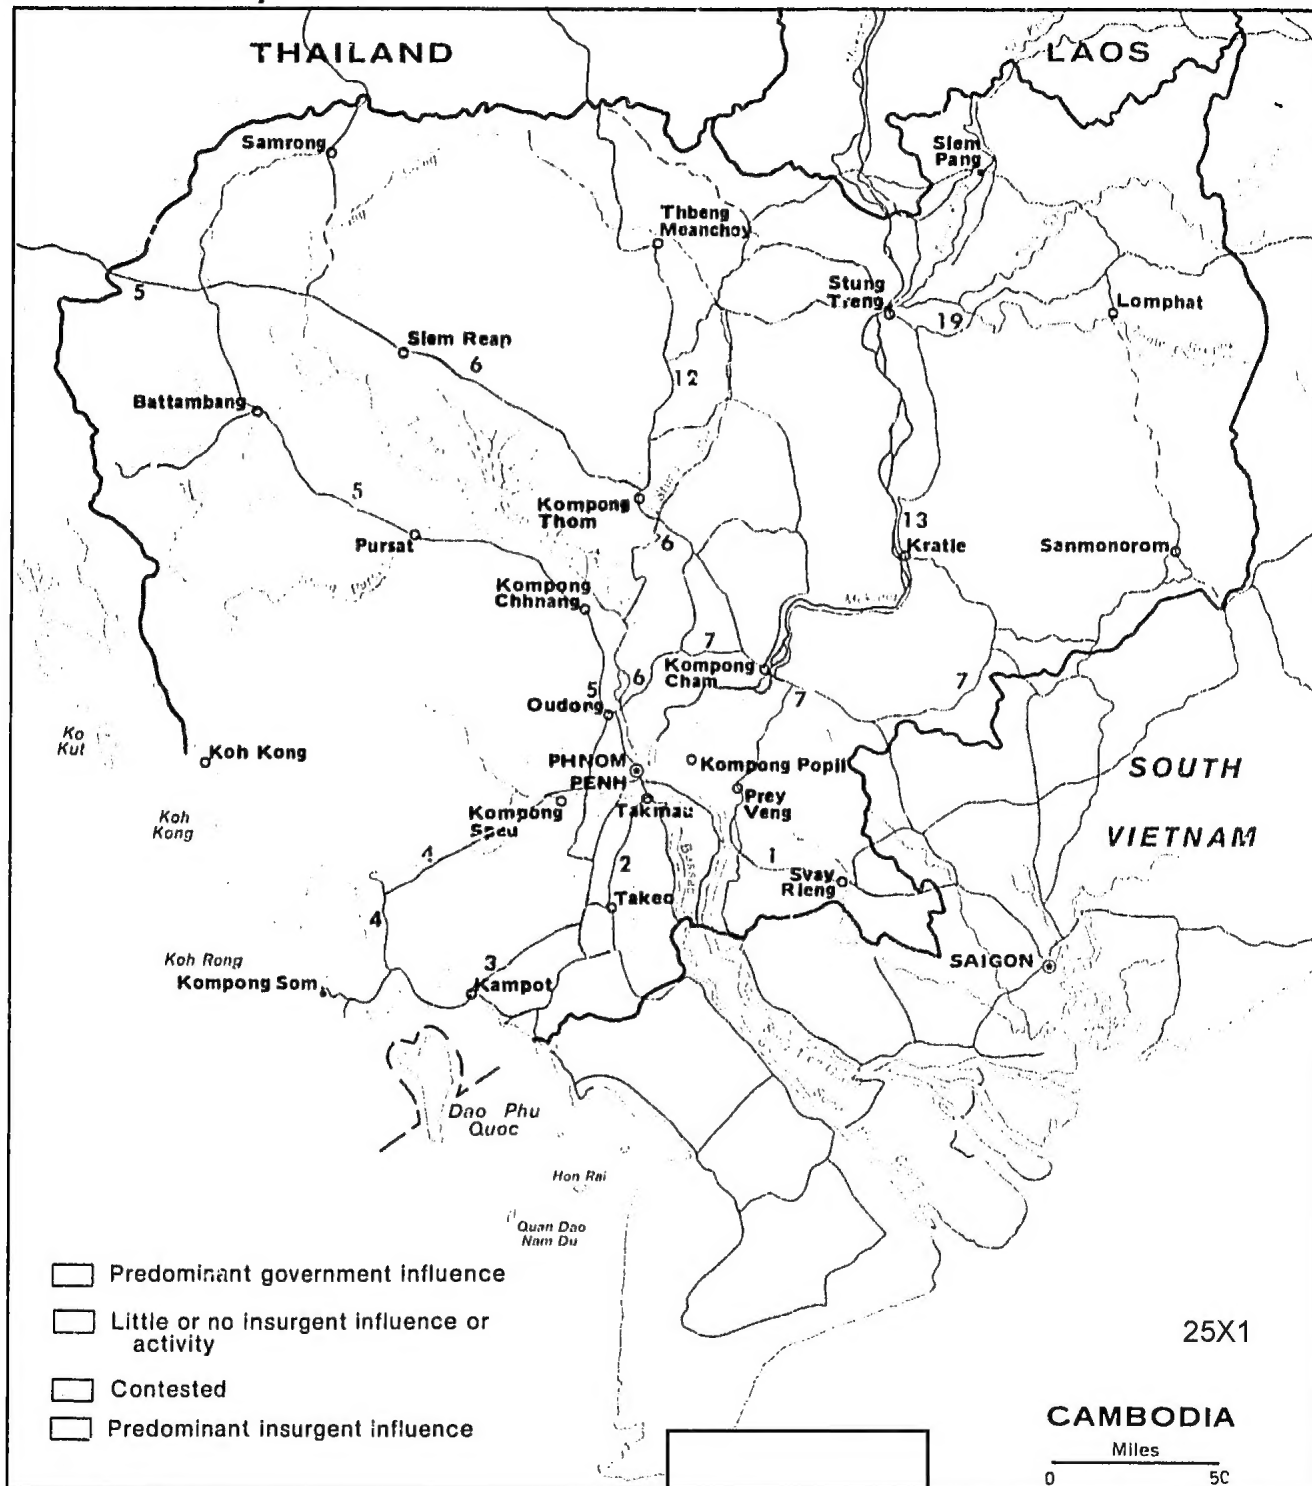 THAILAND
LAOS
Samrong
Siem
Pang
Thbeng
Meanchey
5
Stung
Treng
Lomphat
19
Siem Reap
6
12
Battambang
5
Kompong
Thom
13
Pursat
6
Kratie
Sanmonorom
Kompong
Chhnang
7
Kompong
Cham
5
6
7
7
Oudong
Ko
Kut
Koh Kong
PHNOM
PENH
Kompong Popil
SOUTH
VIETNAM
Koh
Kong
Kompong
Speu
Takmau
Prey
Veng
4
2
1
Bassac
Svay
Rieng
Takeo
4
Koh Rong
Kompong Som
3
Kampot
SAIGON
Dao Phu
Quoc
Hon Rai
Quan Dao
Nam Du
Predominant government influence
Little or no insurgent influence or
activity
Contested
Predominant insurgent influence
25X1
CAMBODIA
Miles
0 50